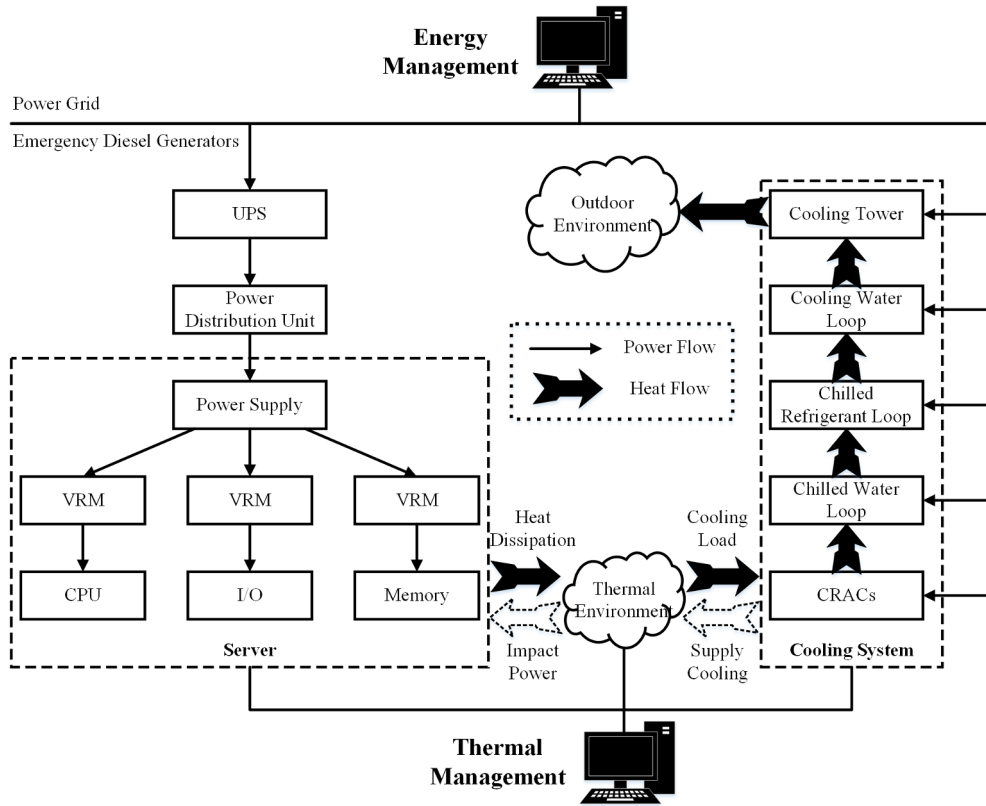 Energy
Management
Power Grid
Emergency Diesel Generators
UPS
Outdoor
Environment
Cooling Tower
Power
Distribution Unit
Cooling Water
Loop
Power Flow
Heat Flow
Power Supply
Chilled
Refrigerant Loop
VRM
VRM
VRM
Chilled Water
Loop
Heat
Dissipation
Cooling
Load
CPU
I/O
Memory
Thermal
Environment
CRACs
Server
Impact
Power
Supply
Cooling
Cooling System
Thermal
Management